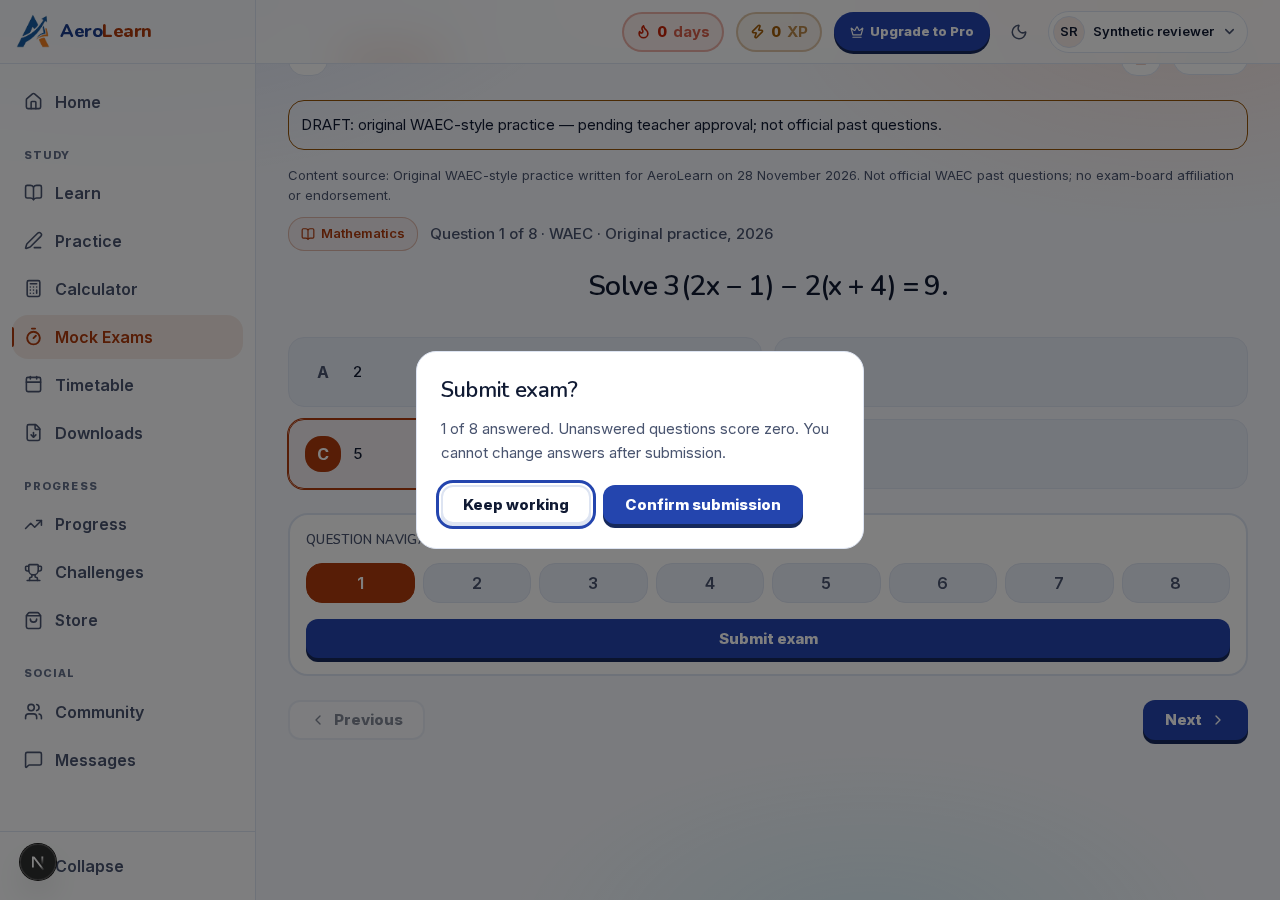 AeroLearn
0 days
0 XP
Upgrade to Pro
SR Synthetic reviewer
Home
STUDY
Learn
Practice
Calculator
Mock Exams
Timetable
Downloads
PROGRESS
Progress
Challenges
Store
SOCIAL
Community
Messages
N Collapse
DRAFT: original WAEC-style practice — pending teacher approval; not official past questions.
Content source: Original WAEC-style practice written for AeroLearn on 28 November 2026. Not official WAEC past questions; no exam-board affiliation
or endorsement.
Mathematics Question 1 of 8 · WAEC · Original practice, 2026
Solve 3(2x − 1) − 2(x + 4) = 9.
A 2
C 5
Submit exam?
1 of 8 answered. Unanswered questions score zero. You
cannot change answers after submission.
Keep working Confirm submission
QUESTION
1 2 3 4 5 6 7 8
Submit exam
Previous Next